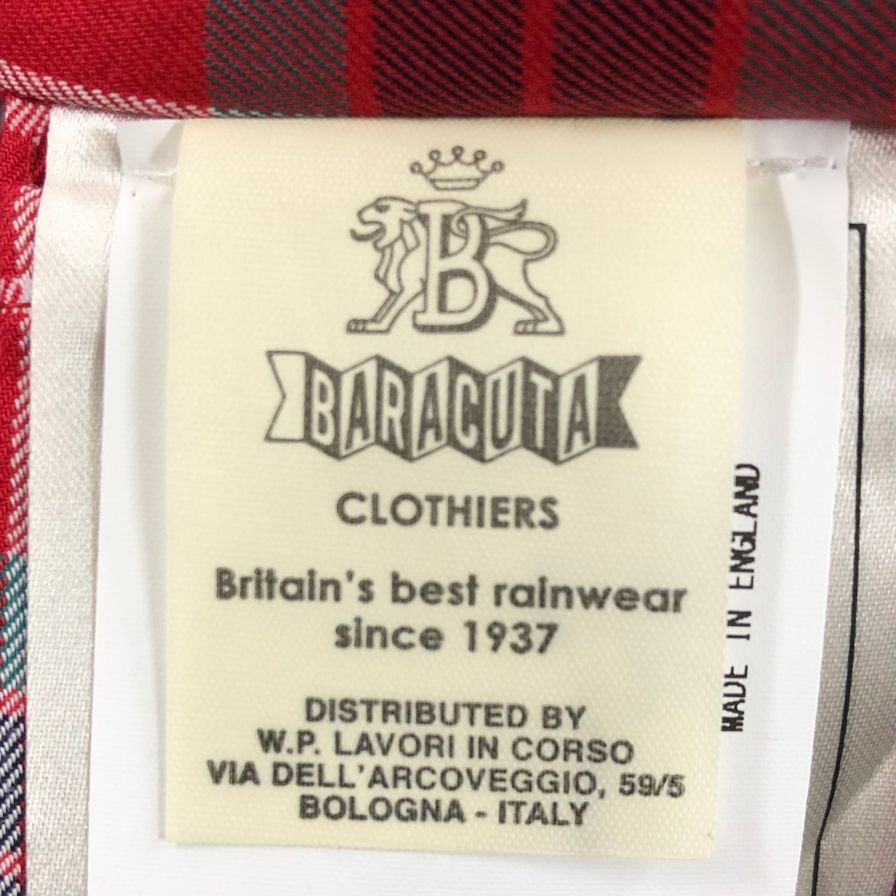 B
BARACUTA
CLOTHIERS
Britain's best rainwear
since 1937
DISTRIBUTED BY
W.P. LAVORI IN CORSO
VIA DELL'ARCOVEGGIO, 59/5
BOLOGNA - ITALY
MADE IN ENGLAND